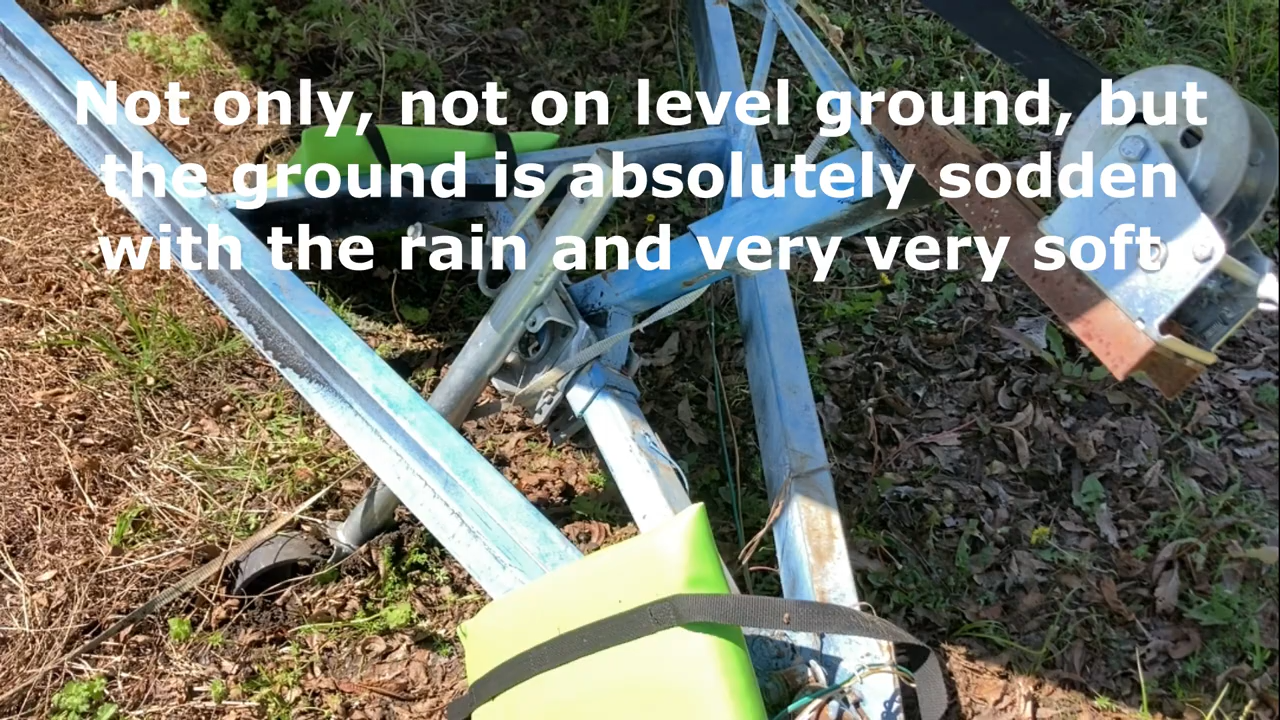 Not only, not on level ground, but
the ground is absolutely sodden
with the rain and very very soft